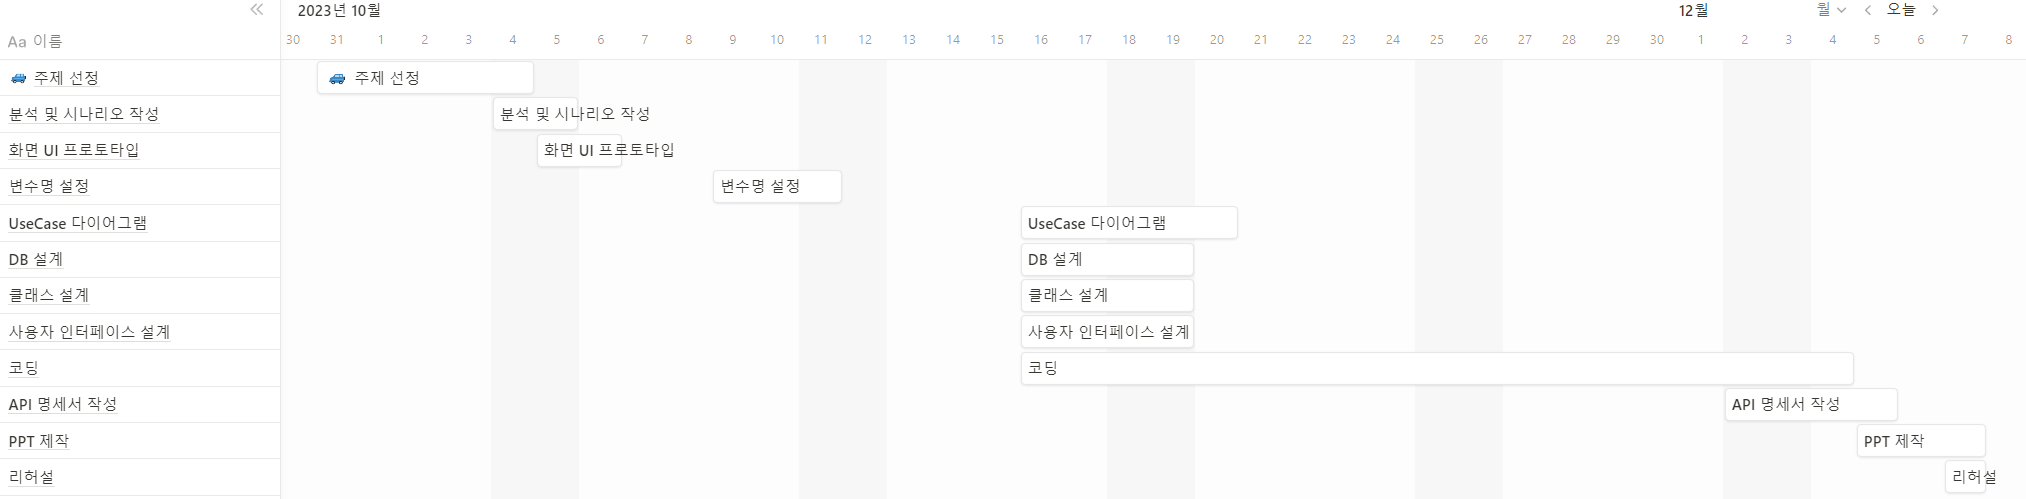 2023년 10월 12월 월 오늘
Aa 이름 30 31 1 2 3 4 5 6 7 8 9 10 11 12 13 14 15 16 17 18 19 20 21 22 23 24 25 26 27 28 29 30 1 2 3 4 5 6 7 8
주제 선정 주제 선정
분석 및 시나리오 작성 분석 및 시나리오 작성
화면 UI 프로토타입 화면 UI 프로토타입
변수명 설정 변수명 설정
UseCase 다이어그램 UseCase 다이어그램
DB 설계 DB 설계
클래스 설계 클래스 설계
사용자 인터페이스 설계 사용자 인터페이스 설계
코딩 코딩
API 명세서 작성 API 명세서 작성
PPT 제작 PPT 제작
리허설 리허설